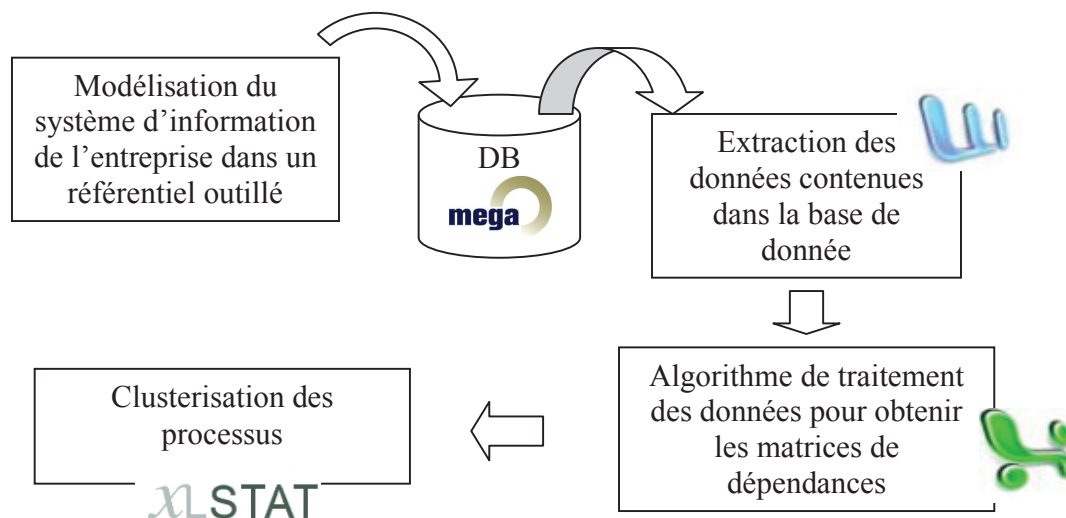 Modélisation du
système d’information
de l’entreprise dans un
référentiel outillé
DB
mega
Extraction des
données contenues
dans la base de
donnée
Algorithme de traitement
des données pour obtenir
les matrices de
dépendances
Clusterisation des
processus
XLSTAT